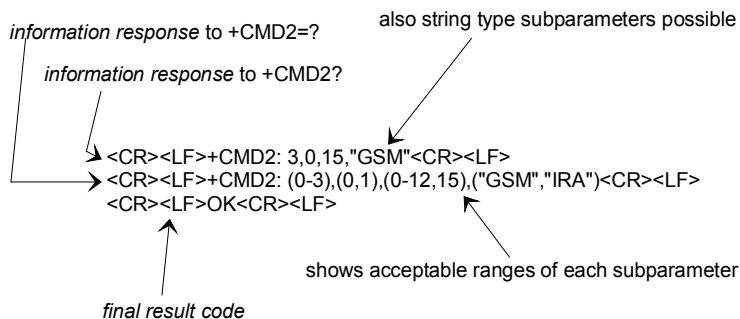 information response to +CMD2=?
also string type subparameters possible
information response to +CMD2?
<CR><LF>+CMD2: 3,0,15,"GSM"<CR><LF>
<CR><LF>+CMD2: (0-3),(0,1),(0-12,15),("GSM","IRA")<CR><LF>
<CR><LF>OK<CR><LF>
shows acceptable ranges of each subparameter
final result code